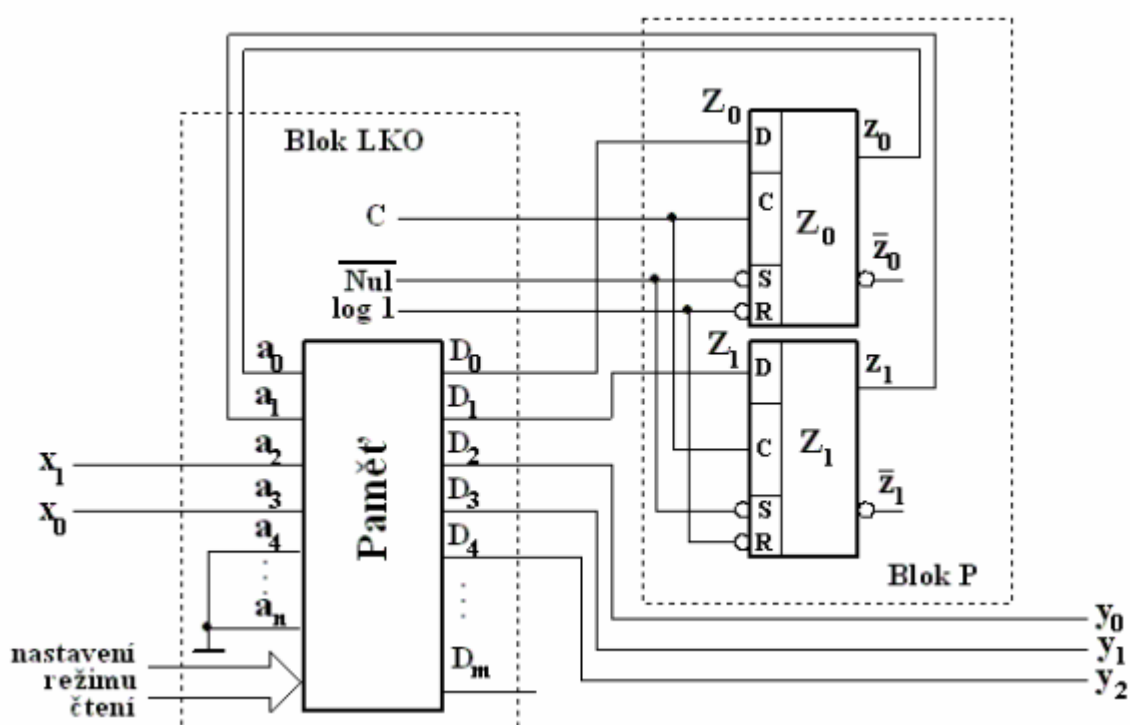 Blok LKO
C
Nul
log 1
a0
a1
a2
a3
a4
an
x1
x0
nastavení
režimu
čtení
Paměť
D0
D1
D2
D3
D4
Dm
Z0
D
C
S
R
Z0
z0
z̄0
Z1
D
C
S
R
Z1
z1
z̄1
Blok P
y0
y1
y2